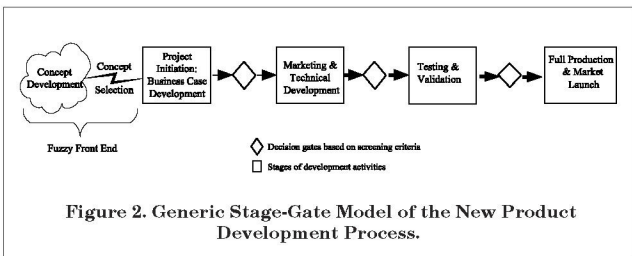 Concept
Development
Concept
Selection
Project
Initiation;
Business Case
Development
Marketing &
Technical
Development
Testing &
Validation
Full Production
& Market
Launch
Fuzzy Front End
Decision gates based on screening criteria
Stages of development activities
Figure 2. Generic Stage-Gate Model of the New Product
Development Process.